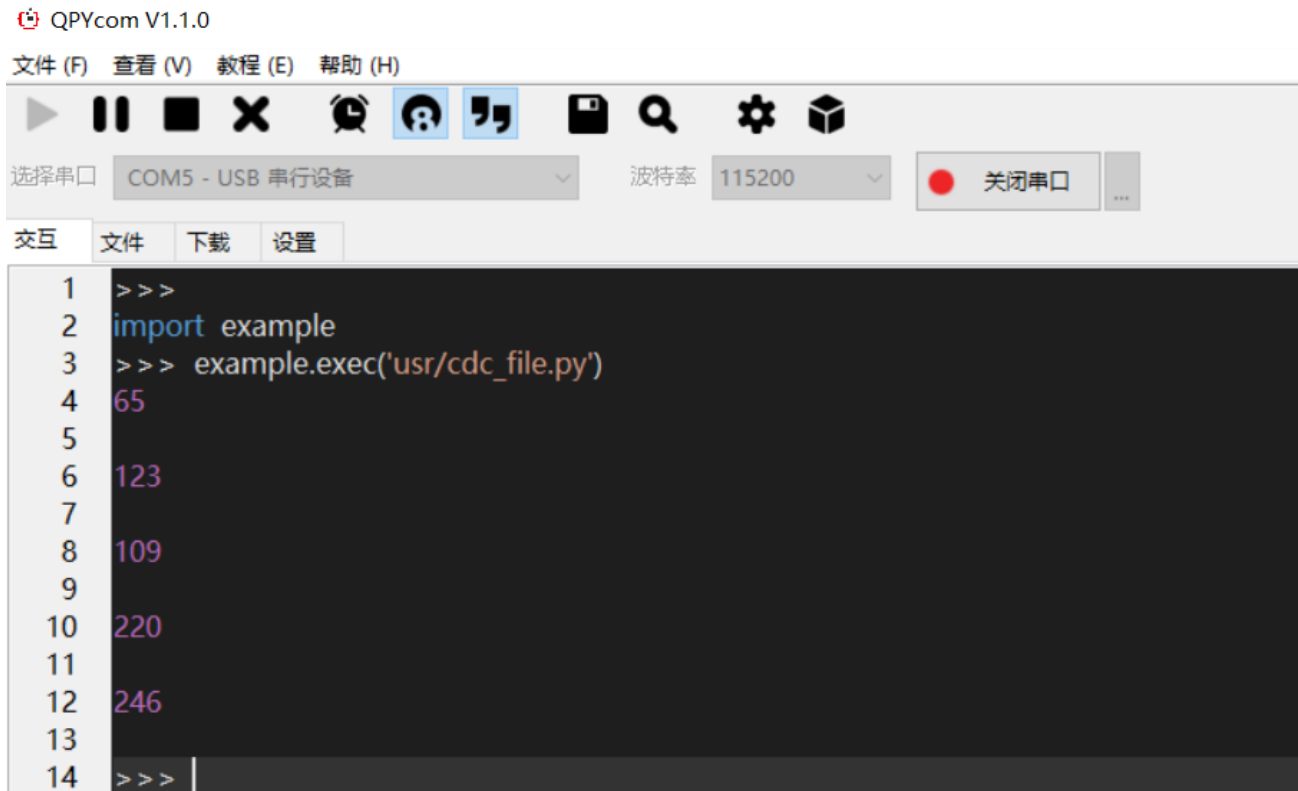 QPYcom V1.1.0
文件 (F) 查看 (V) 教程 (E) 帮助 (H)
选择串口 COM5 - USB 串行设备 波特率 115200 关闭串口 ...
交互 文件 下载 设置
1 >>>
2 import example
3 >>> example.exec('usr/cdc_file.py')
4 65
5
6 123
7
8 109
9
10 220
11
12 246
13
14 >>>